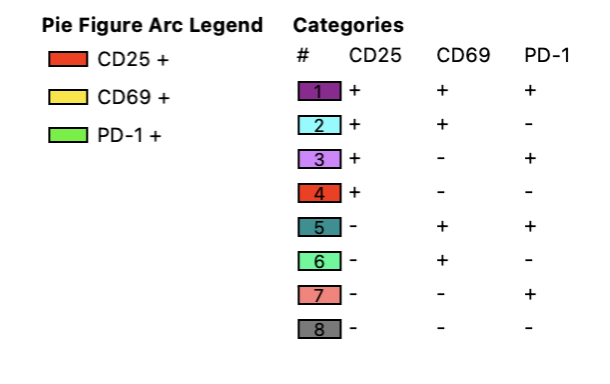 Pie Figure Arc Legend
CD25 +
CD69 +
PD-1 +
Categories
# CD25 CD69 PD-1
1 + + +
2 + + -
3 + - +
4 + - -
5 - + +
6 - + -
7 - - +
8 - - -